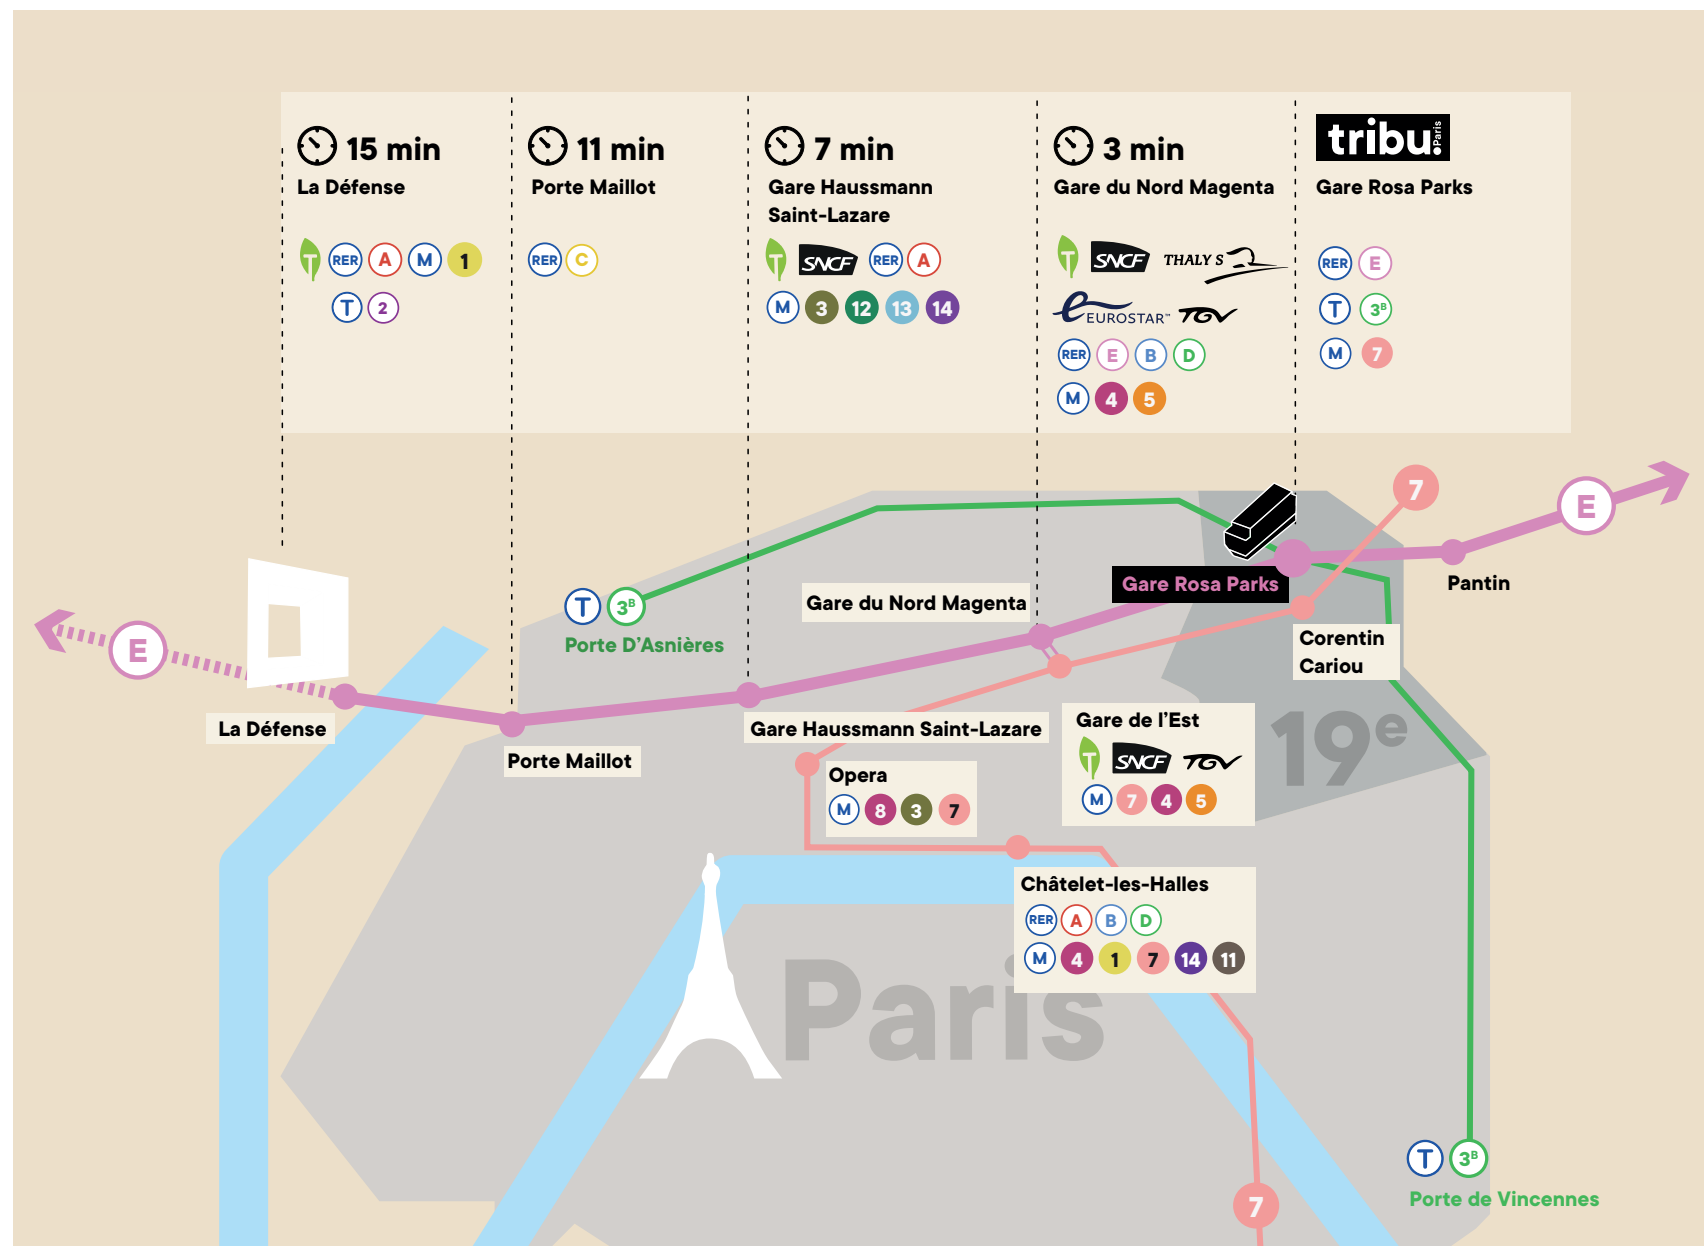 15 min
La Défense
T RER A M 1
T 2
11 min
Porte Maillot
RER C
7 min
Gare Haussmann
Saint-Lazare
T SNCF RER A
M 3 12 13 14
3 min
Gare du Nord Magenta
T SNCF THALYS
eEUROSTAR™ TGV
RER E B D
M 4 5
tribu. Paris
Gare Rosa Parks
RER E
T 3B
M 7
7
E
Gare Rosa Parks
Pantin
Gare du Nord Magenta
T 3B
Porte D'Asnières
Corentin
Cariou
E
La Défense
Porte Maillot
Gare Haussmann Saint-Lazare
Gare de l'Est
T SNCF TGV
M 7 4 5
19e
Opera
M 8 3 7
Châtelet-les-Halles
RER A B D
M 4 1 7 14 11
Paris
T 3B
Porte de Vincennes
7